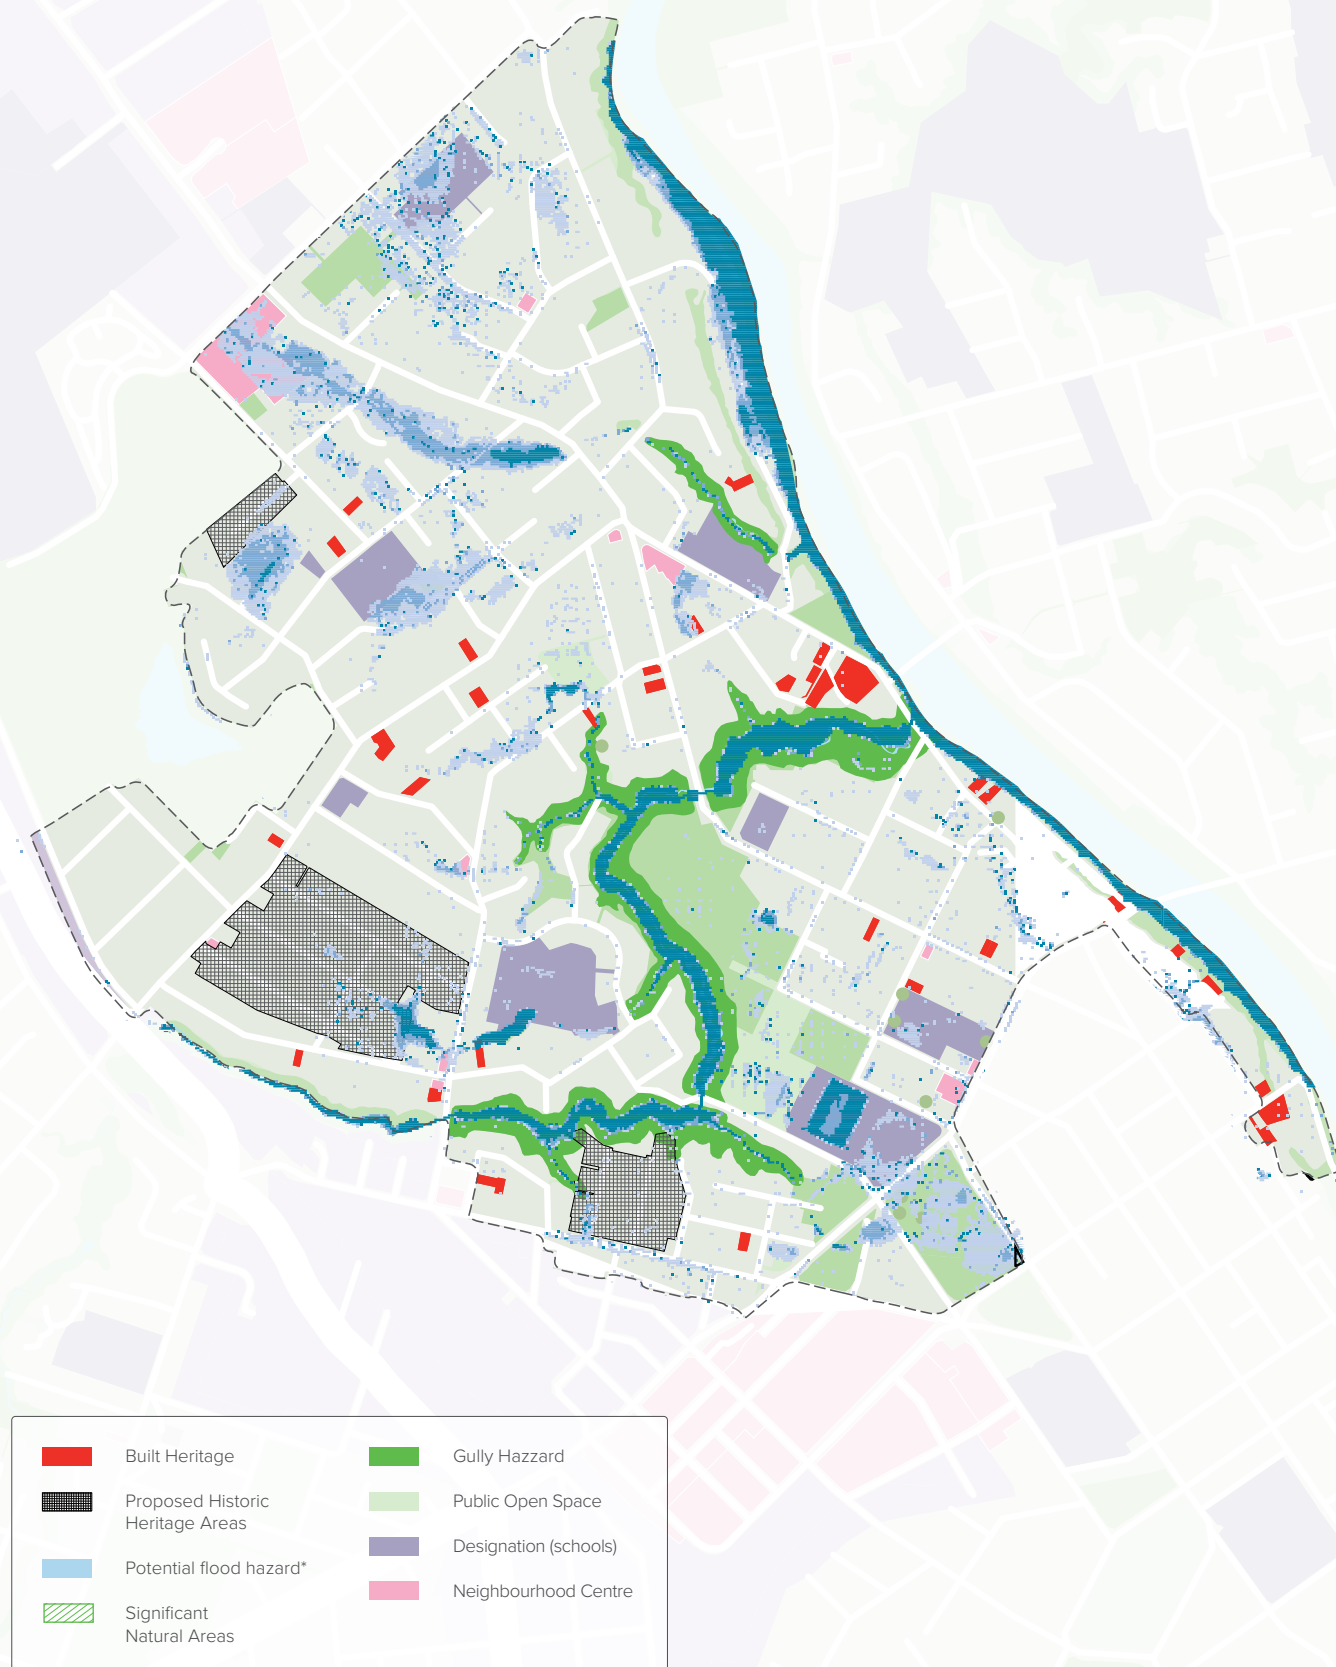 Built Heritage
Proposed Historic
Heritage Areas
Potential flood hazard*
Significant
Natural Areas
Gully Hazzard
Public Open Space
Designation (schools)
Neighbourhood Centre